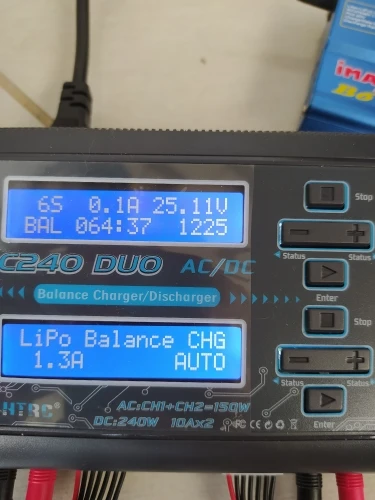 iMA
B6
6S 0.1A 25.11V
BAL 064:37 1225
Stop
Status Status
C240 DUO AC/DC
Balance Charger/Discharger
Enter
LiPo Balance CHG
1.3A AUTO
Stop
Status Status
HTRC®
AC:CH1+CH2=150W
DC:240W 10Ax2
Enter